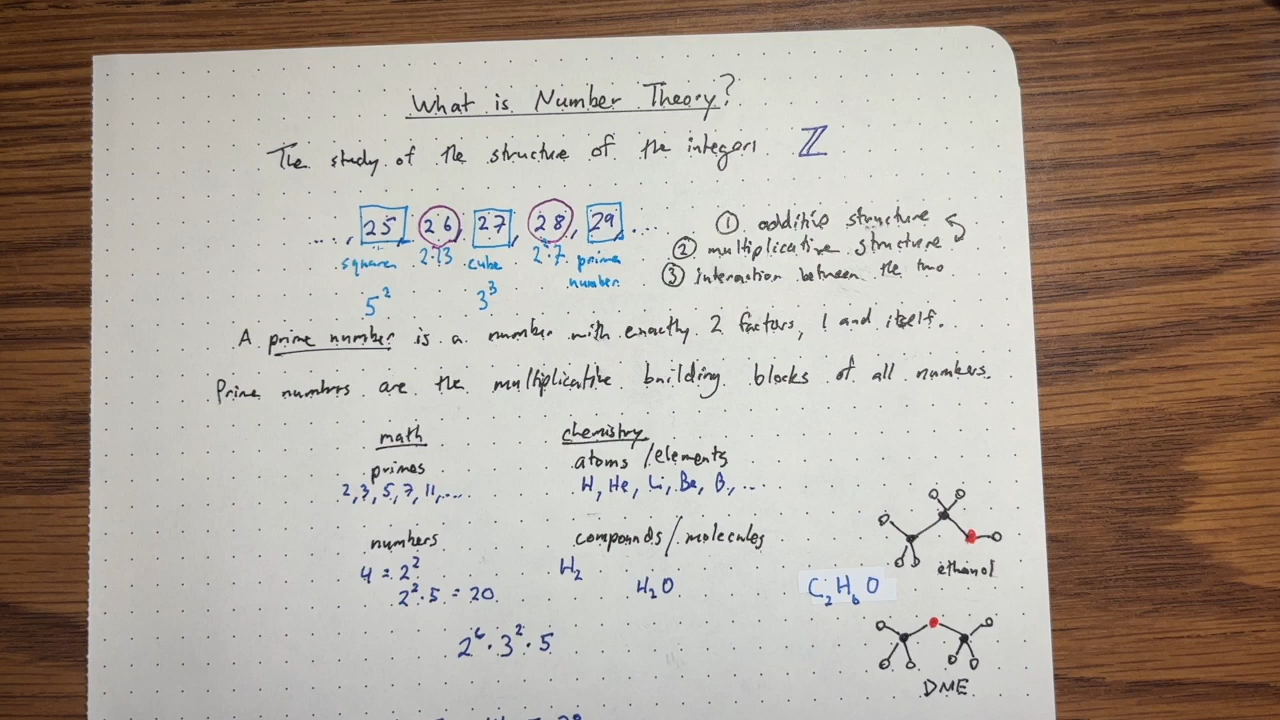 What is Number Theory?
The study of the structure of the integers ℤ
..., 25, 26, 27, 28, 29, ....
square 2·13 cube 2²·7 prime number
5² 3³
① additive structure
② multiplicative structure
③ interaction between the two
A prime number is a number with exactly 2 factors, 1 and itself.
Prime numbers are the multiplicative building blocks of all numbers.
math
primes
2, 3, 5, 7, 11, ....
numbers
4 = 2²
2²·5 = 20
chemistry
atoms / elements
H, He, Li, Be, B, ...
compounds / molecules
H₂ H₂O C₂H₆O
2⁶·3²·5
ethanol
DME